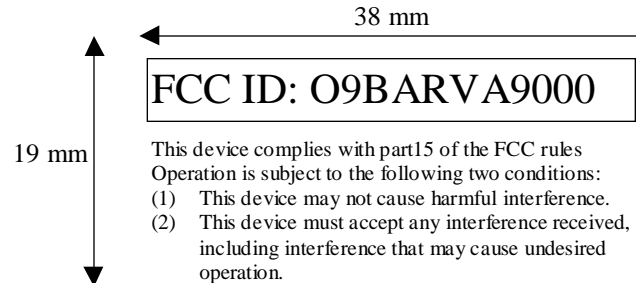 38 mm
FCC ID: O9BARVA9000
19 mm
This device complies with part15 of the FCC rules
Operation is subject to the following two conditions:
(1) This device may not cause harmful interference.
(2) This device must accept any interference received,
including interference that may cause undesired
operation.